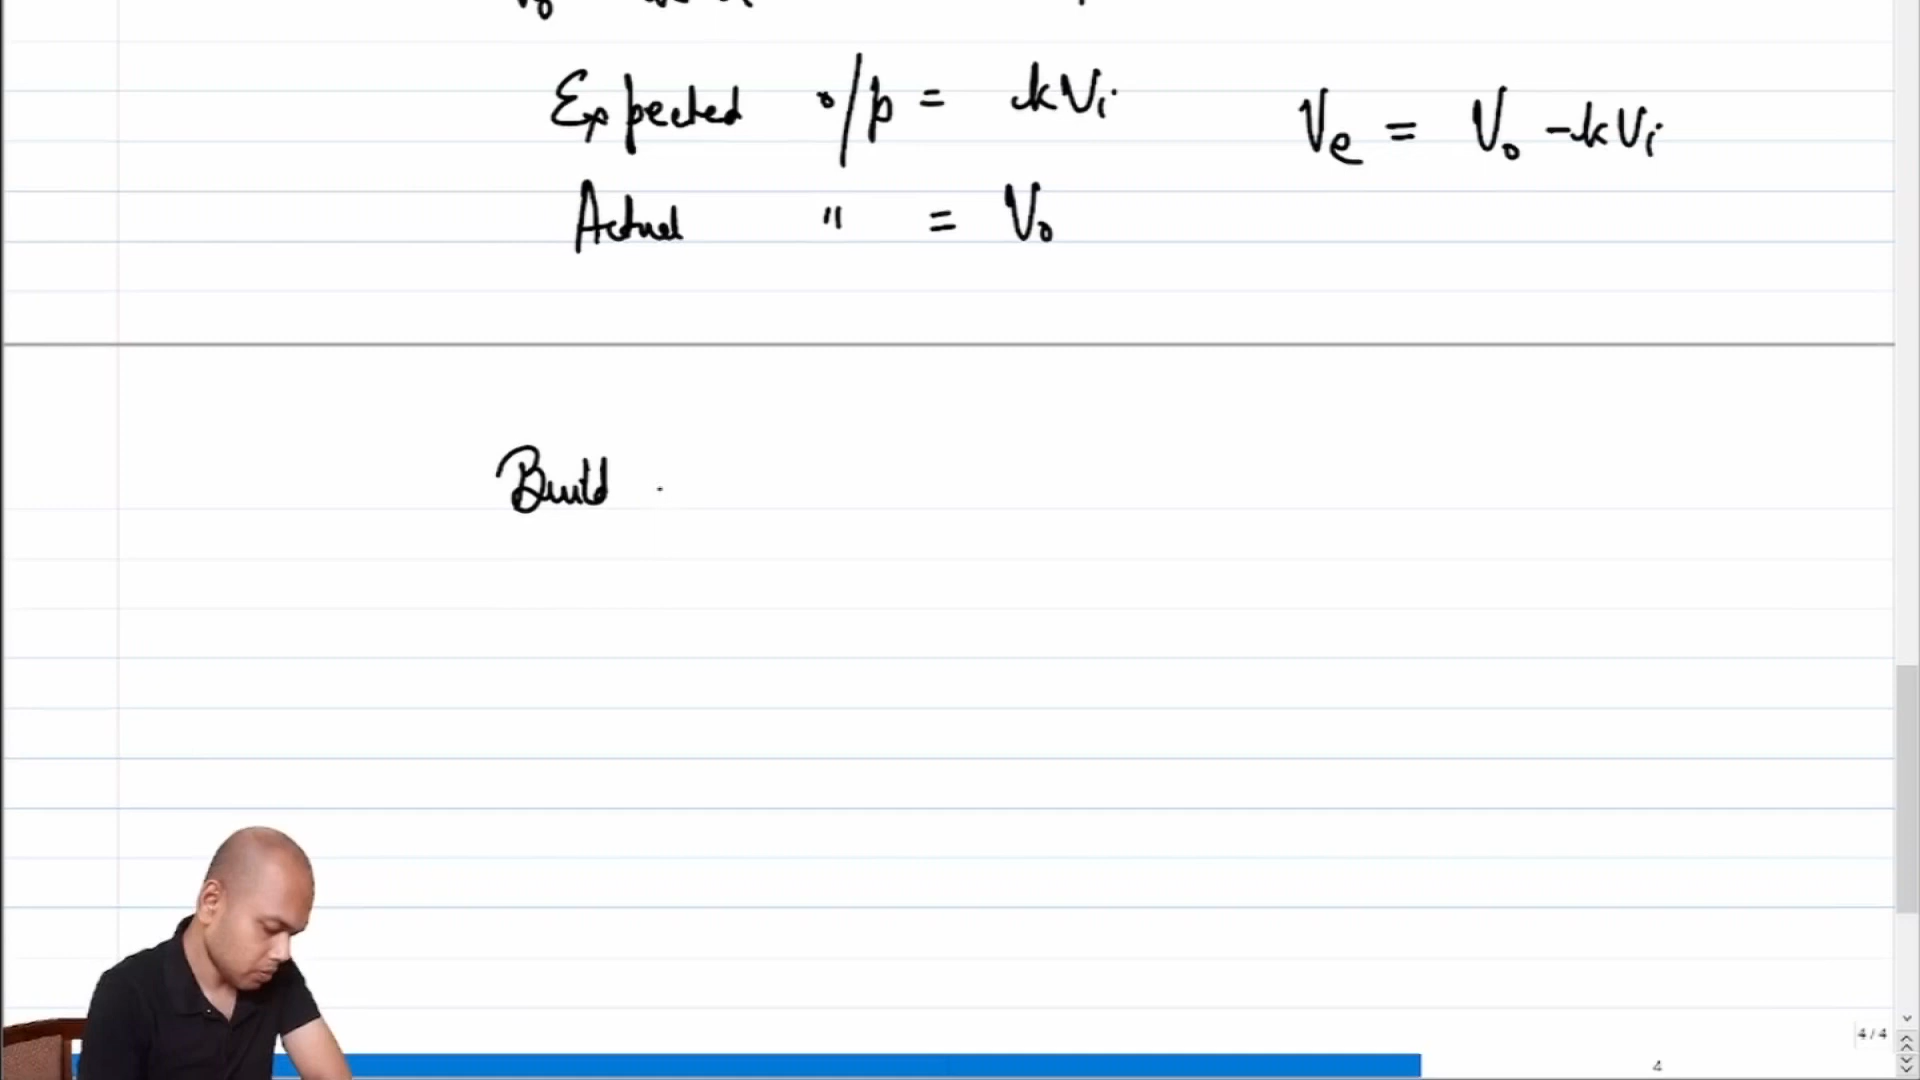 Expected o/p = kVi
Ve = Vo - kVi
Actual " = Vo
Build
4 / 4
4